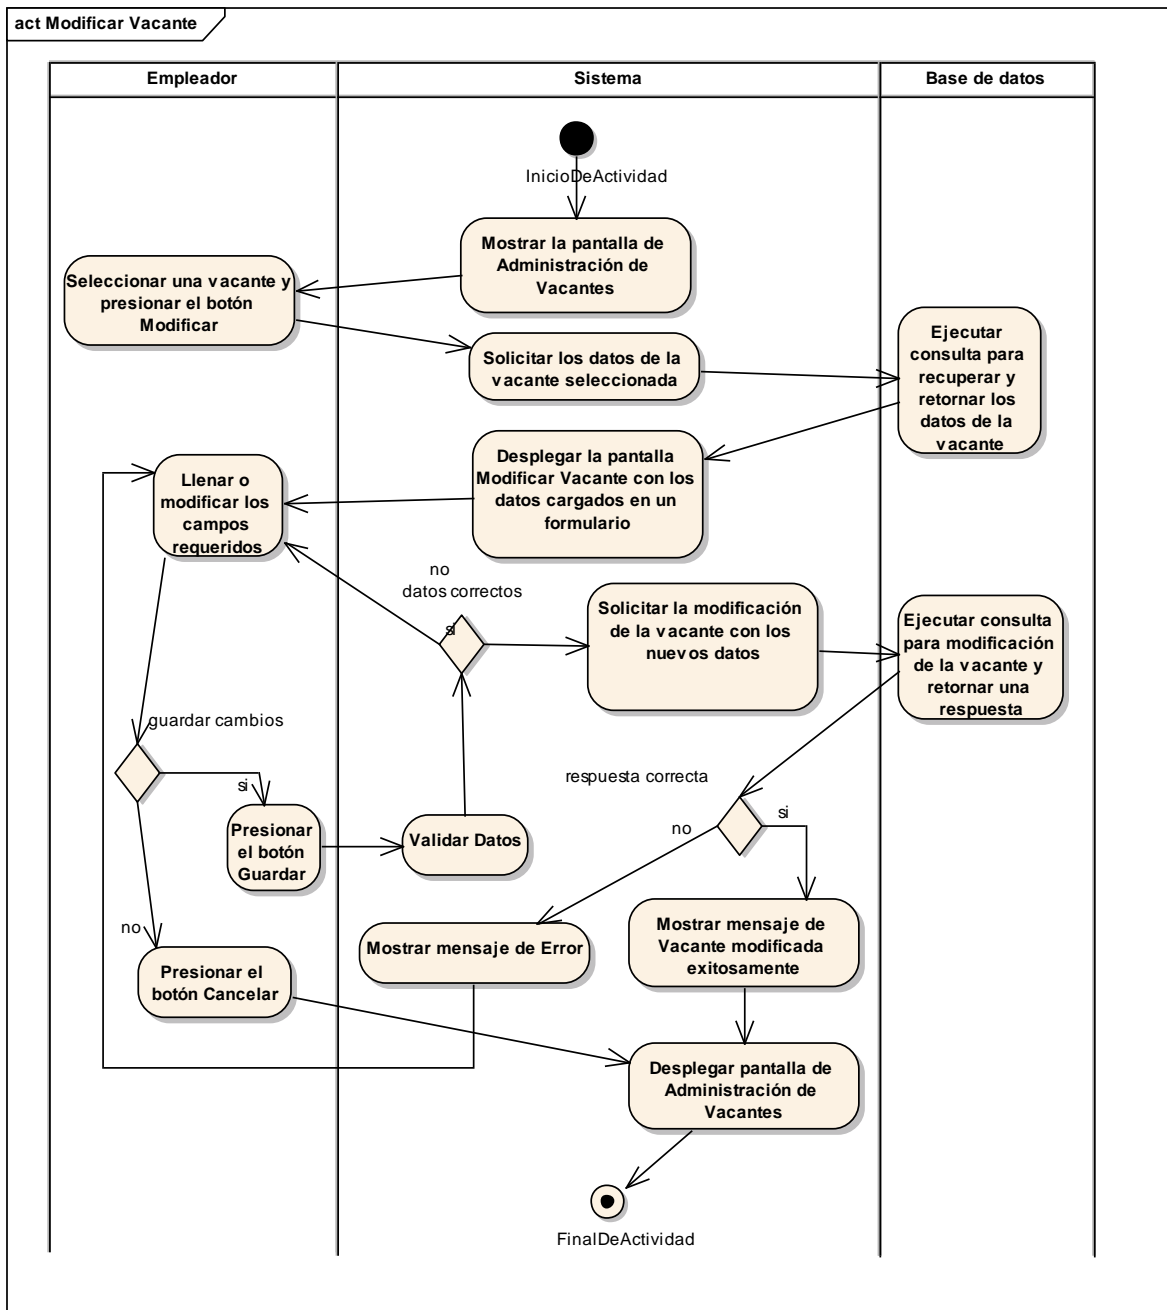 act Modificar Vacante
Empleador
Sistema
Base de datos
InicioDeActividad
Mostrar la pantalla de
Administración de
Vacantes
Seleccionar una vacante y
presionar el botón
Modificar
Solicitar los datos de la
vacante seleccionada
Ejecutar
consulta para
recuperar y
retornar los
datos de la
vacante
Desplegar la pantalla
Modificar Vacante con los
datos cargados en un
formulario
Llenar o
modificar los
campos
requeridos
no
datos correctos
si
Solicitar la modificación
de la vacante con los
nuevos datos
Ejecutar consulta
para modificación
de la vacante y
retornar una
respuesta
guardar cambios
si
respuesta correcta
no
si
Presionar
el botón
Guardar
Validar Datos
no
Mostrar mensaje de Error
Mostrar mensaje de
Vacante modificada
exitosamente
Presionar el
botón Cancelar
Desplegar pantalla de
Administración de
Vacantes
FinalDeActividad